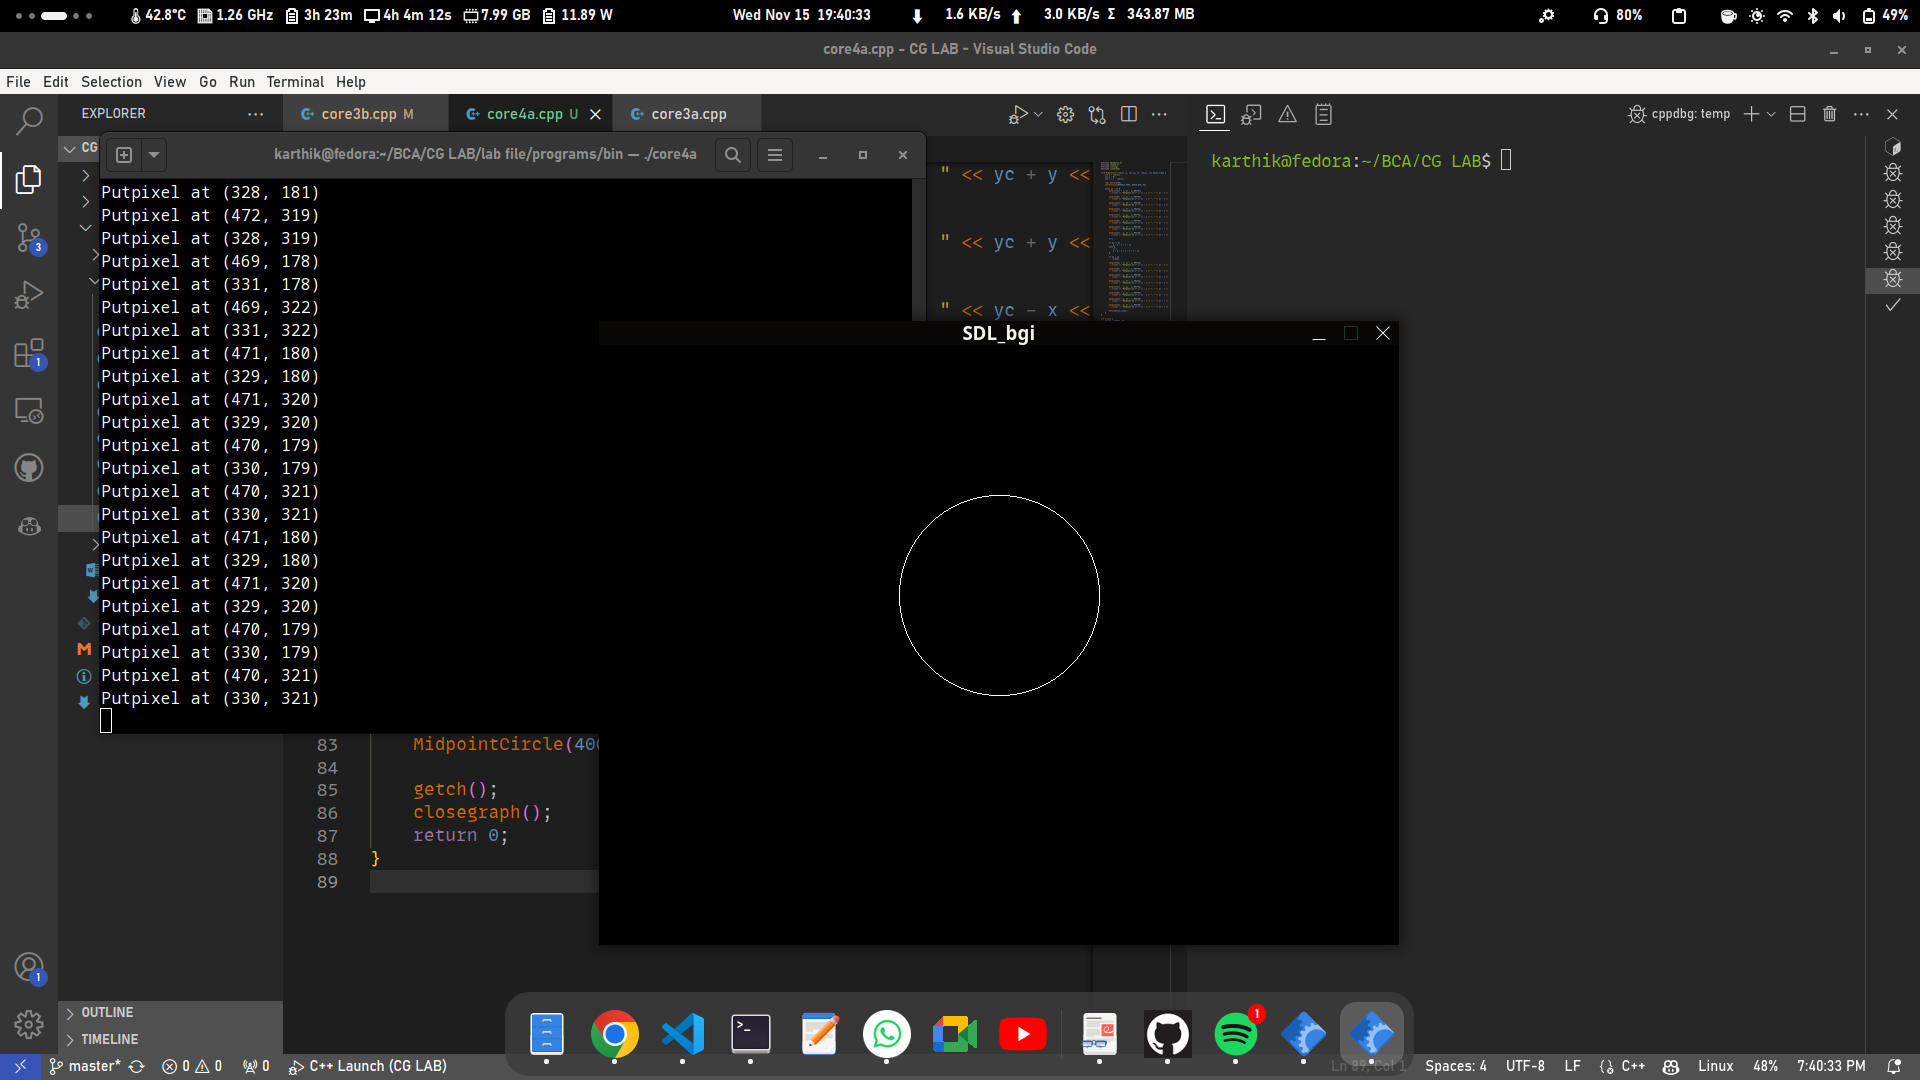 42.8°C 1.26 GHz 3h 23m 4h 4m 12s 7.99 GB 11.89 W Wed Nov 15 19:40:33 1.6 KB/s 3.0 KB/s Σ 343.87 MB 80% 49%
core4a.cpp - CG LAB - Visual Studio Code
File Edit Selection View Go Run Terminal Help
EXPLORER ··· core3b.cpp M core4a.cpp U core3a.cpp cppdbg: temp
CG
karthik@fedora:~/BCA/CG LAB/lab file/programs/bin — ./core4a
karthik@fedora:~/BCA/CG LAB$
" << yc + y <<
" << yc + y <<
" << yc - x <<
Putpixel at (328, 181)
Putpixel at (472, 319)
Putpixel at (328, 319)
Putpixel at (469, 178)
Putpixel at (331, 178)
Putpixel at (469, 322)
Putpixel at (331, 322)
Putpixel at (471, 180)
Putpixel at (329, 180)
Putpixel at (471, 320)
Putpixel at (329, 320)
Putpixel at (470, 179)
Putpixel at (330, 179)
Putpixel at (470, 321)
Putpixel at (330, 321)
Putpixel at (471, 180)
Putpixel at (329, 180)
Putpixel at (471, 320)
Putpixel at (329, 320)
Putpixel at (470, 179)
Putpixel at (330, 179)
Putpixel at (470, 321)
Putpixel at (330, 321)
SDL_bgi
3
1
83 MidpointCircle(400
84
85 getch();
86 closegraph();
87 return 0;
88 }
89
1
OUTLINE
TIMELINE
1
master* 0 0 0 C++ Launch (CG LAB) Ln 89, Col 1 Spaces: 4 UTF-8 LF C++ Linux 48% 7:40:33 PM